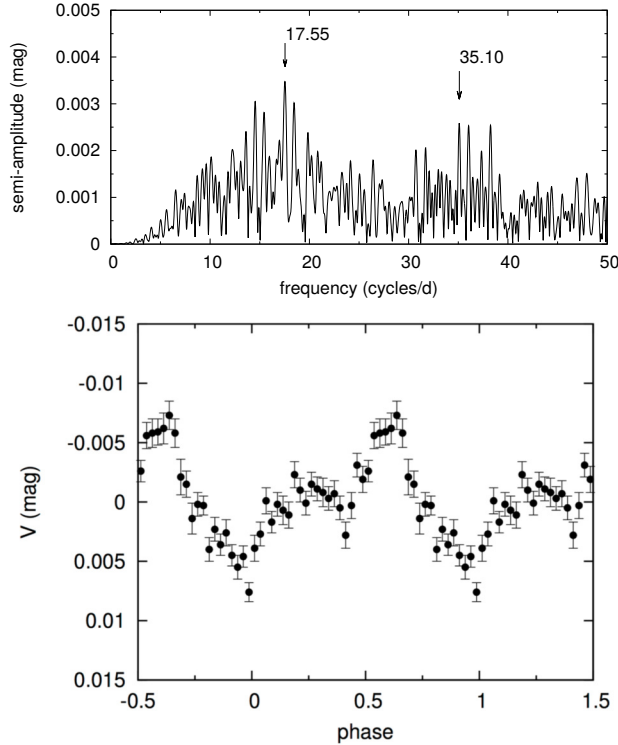 0.005
0.004
0.003
0.002
0.001
0
semi-amplitude (mag)
17.55
35.10
0 10 20 30 40 50
frequency (cycles/d)
-0.015
-0.01
-0.005
0
0.005
0.01
0.015
V (mag)
-0.5 0 0.5 1 1.5
phase